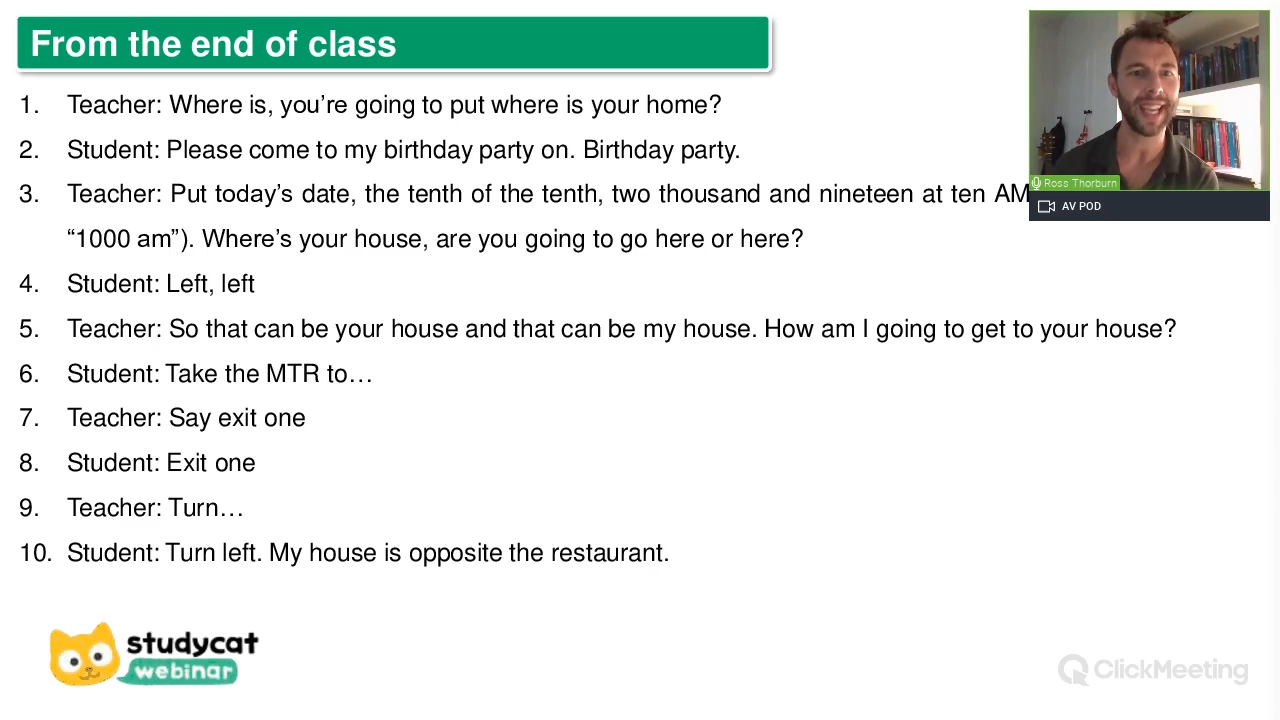 From the end of class
1. Teacher: Where is, you’re going to put where is your home?
2. Student: Please come to my birthday party on. Birthday party.
3. Teacher: Put today’s date, the tenth of the tenth, two thousand and nineteen at ten AM
“1000 am”). Where’s your house, are you going to go here or here?
4. Student: Left, left
5. Teacher: So that can be your house and that can be my house. How am I going to get to your house?
6. Student: Take the MTR to…
7. Teacher: Say exit one
8. Student: Exit one
9. Teacher: Turn…
10. Student: Turn left. My house is opposite the restaurant.
Ross Thorburn
AV POD
studycat
webinar
ClickMeeting